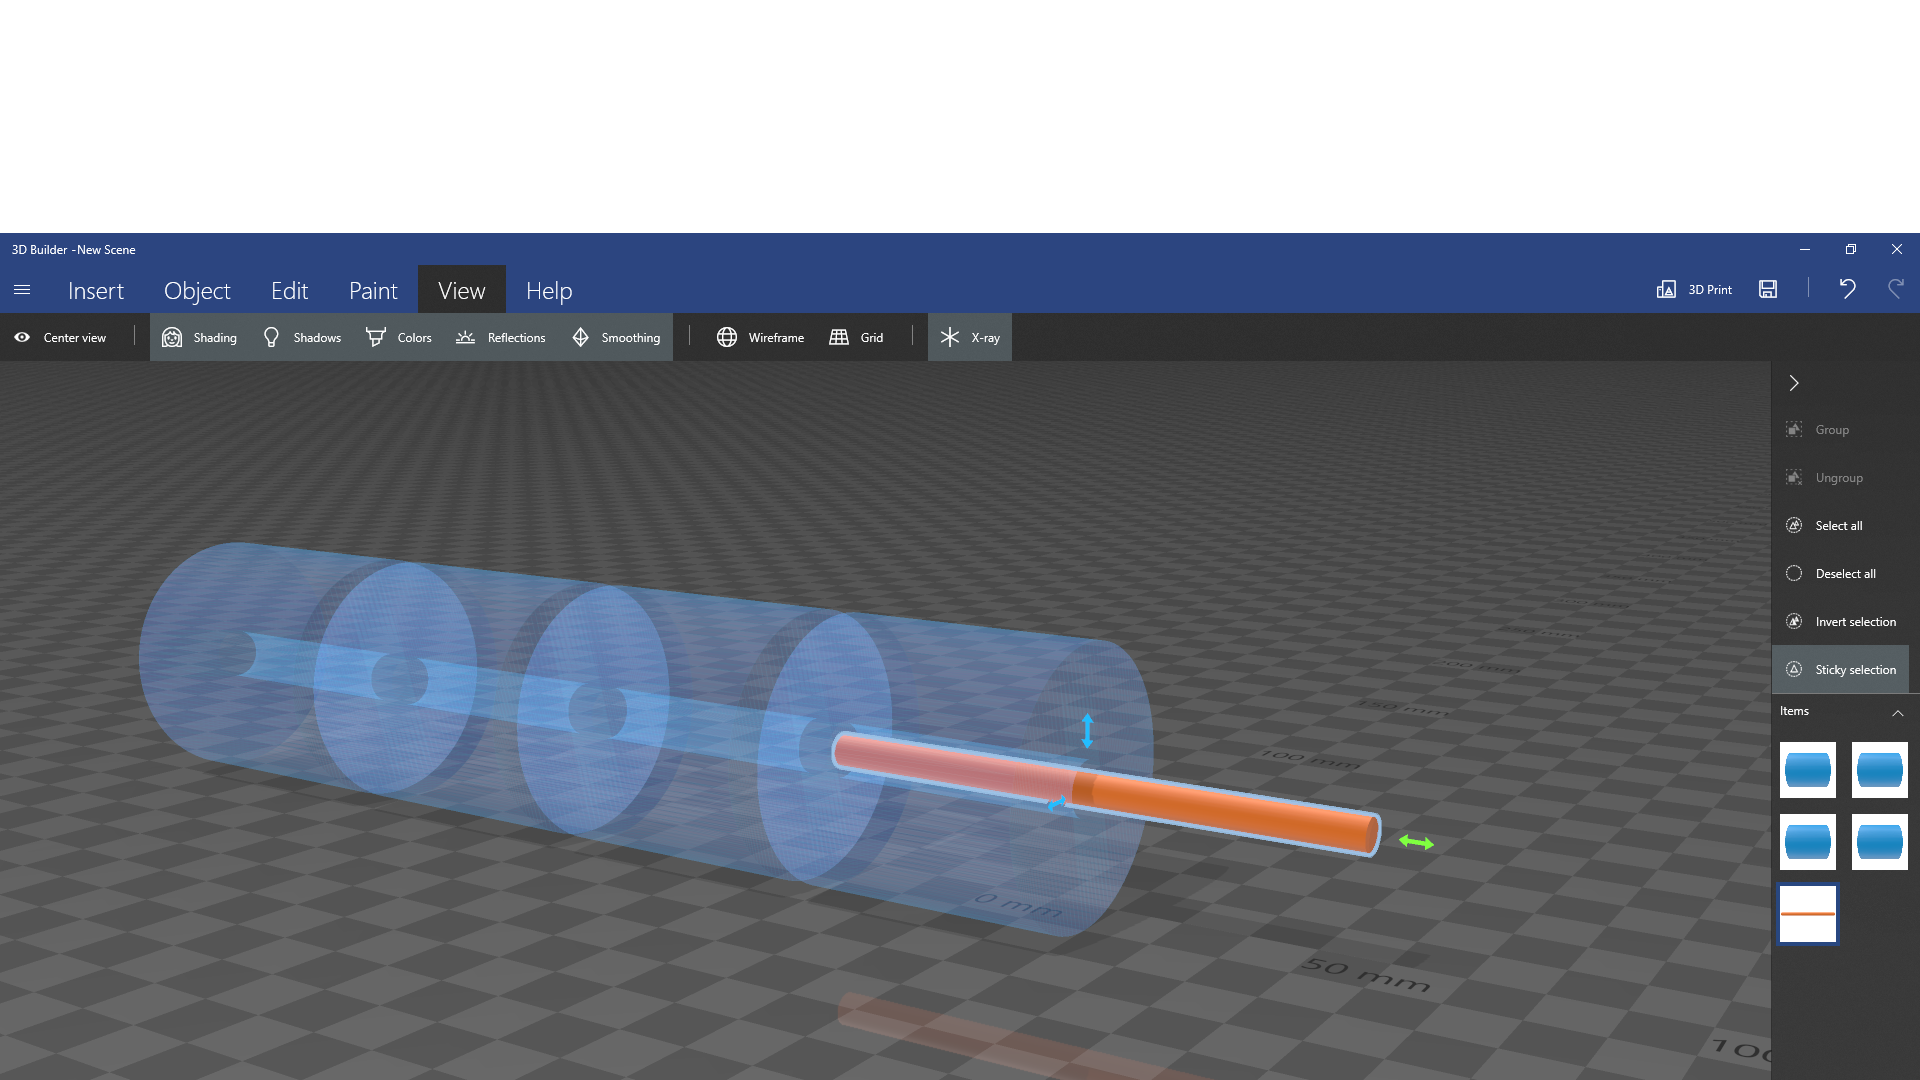 3D Builder -New Scene
Insert Object Edit Paint View Help 3D Print
Center view Shading Shadows Colors Reflections Smoothing Wireframe Grid X-ray
Group
Ungroup
Select all
Deselect all
Invert selection
Sticky selection
Items
200 mm
150 mm
100 mm
0 mm
50 mm